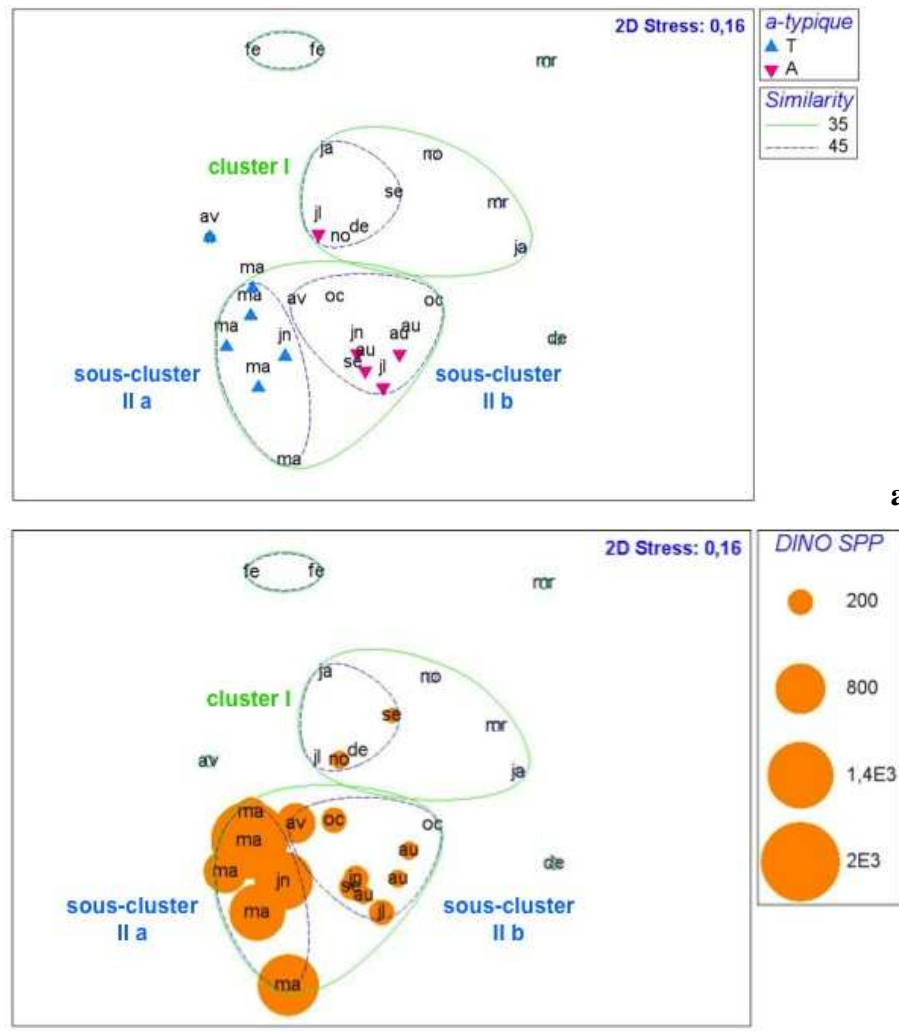 2D Stress: 0,16
a-typique
T
A
Similarity
35
45
fe fe
mr
ja no
cluster I
se
mr
jl
no de
av
ja
ma
ma av oc oc
ma jn jn au au
au
de
ma se jl
sous-cluster
II a
sous-cluster
II b
ma
a
2D Stress: 0,16
DINO SPP
200
800
1,4E3
2E3
fe fe
mr
ja no
cluster I
se
mr
jl no de
av
ja
ma av oc oc
ma
au
ma jn jn au
se au
de
ma jl
sous-cluster
II a
sous-cluster
II b
ma